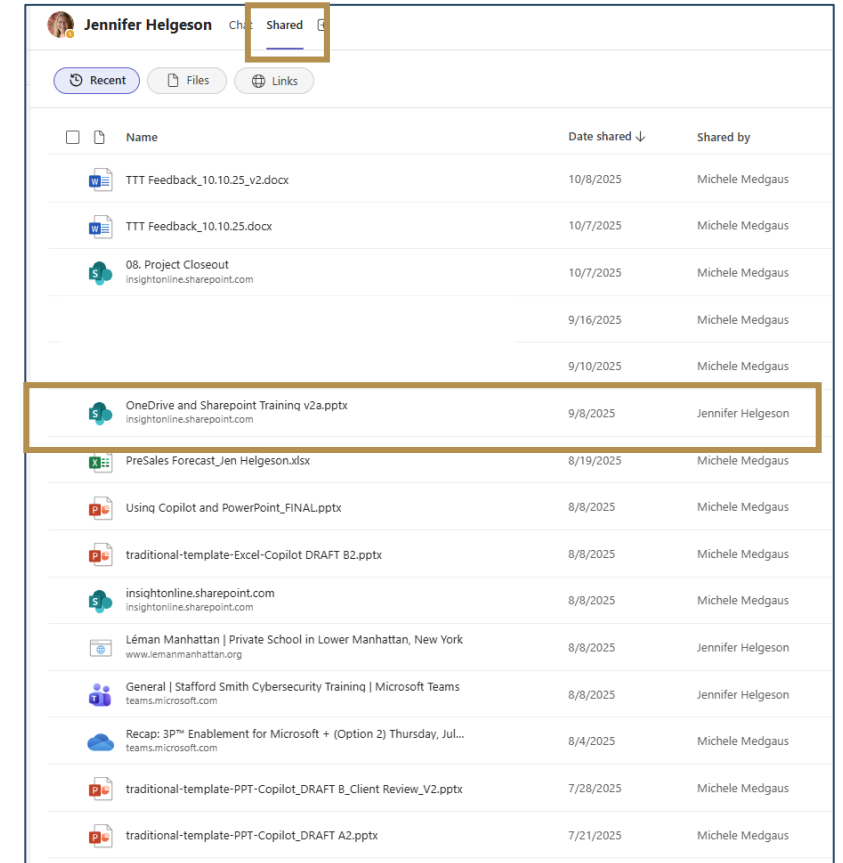 Jennifer Helgeson Chat Shared
Recent Files Links
Name Date shared ↓ Shared by
TTT Feedback_10.10.25_v2.docx 10/8/2025 Michele Medgaus
TTT Feedback_10.10.25.docx 10/7/2025 Michele Medgaus
08. Project Closeout 10/7/2025 Michele Medgaus
insightonline.sharepoint.com
9/16/2025 Michele Medgaus
9/10/2025 Michele Medgaus
OneDrive and Sharepoint Training v2a.pptx 9/8/2025 Jennifer Helgeson
insightonline.sharepoint.com
PreSales Forecast_Jen Helgeson.xlsx 8/19/2025 Michele Medgaus
Using Copilot and PowerPoint_FINAL.pptx 8/8/2025 Michele Medgaus
traditional-template-Excel-Copilot DRAFT B2.pptx 8/8/2025 Michele Medgaus
insightonline.sharepoint.com 8/8/2025 Michele Medgaus
insightonline.sharepoint.com
Léman Manhattan | Private School in Lower Manhattan, New York 8/8/2025 Jennifer Helgeson
www.lemanmanhattan.org
General | Stafford Smith Cybersecurity Training | Microsoft Teams 8/8/2025 Jennifer Helgeson
teams.microsoft.com
Recap: 3P™ Enablement for Microsoft + (Option 2) Thursday, Jul... 8/4/2025 Michele Medgaus
teams.microsoft.com
traditional-template-PPT-Copilot_DRAFT B_Client Review_V2.pptx 7/28/2025 Michele Medgaus
traditional-template-PPT-Copilot_DRAFT A2.pptx 7/21/2025 Michele Medgaus